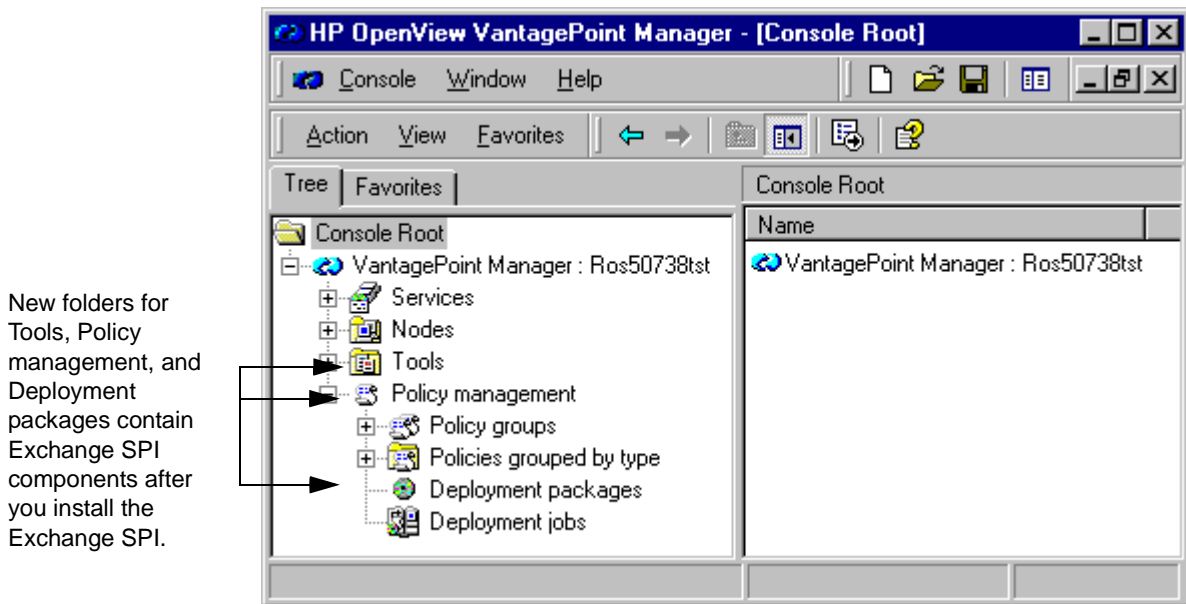 HP OpenView VantagePoint Manager - [Console Root]
Console Window Help
Action View Favorites
Tree Favorites
Console Root
Console Root
Name
VantagePoint Manager : Ros50738tst
VantagePoint Manager : Ros50738tst
Services
Nodes
Tools
Policy management
Policy groups
Policies grouped by type
Deployment packages
Deployment jobs
New folders for
Tools, Policy
management, and
Deployment
packages contain
Exchange SPI
components after
you install the
Exchange SPI.